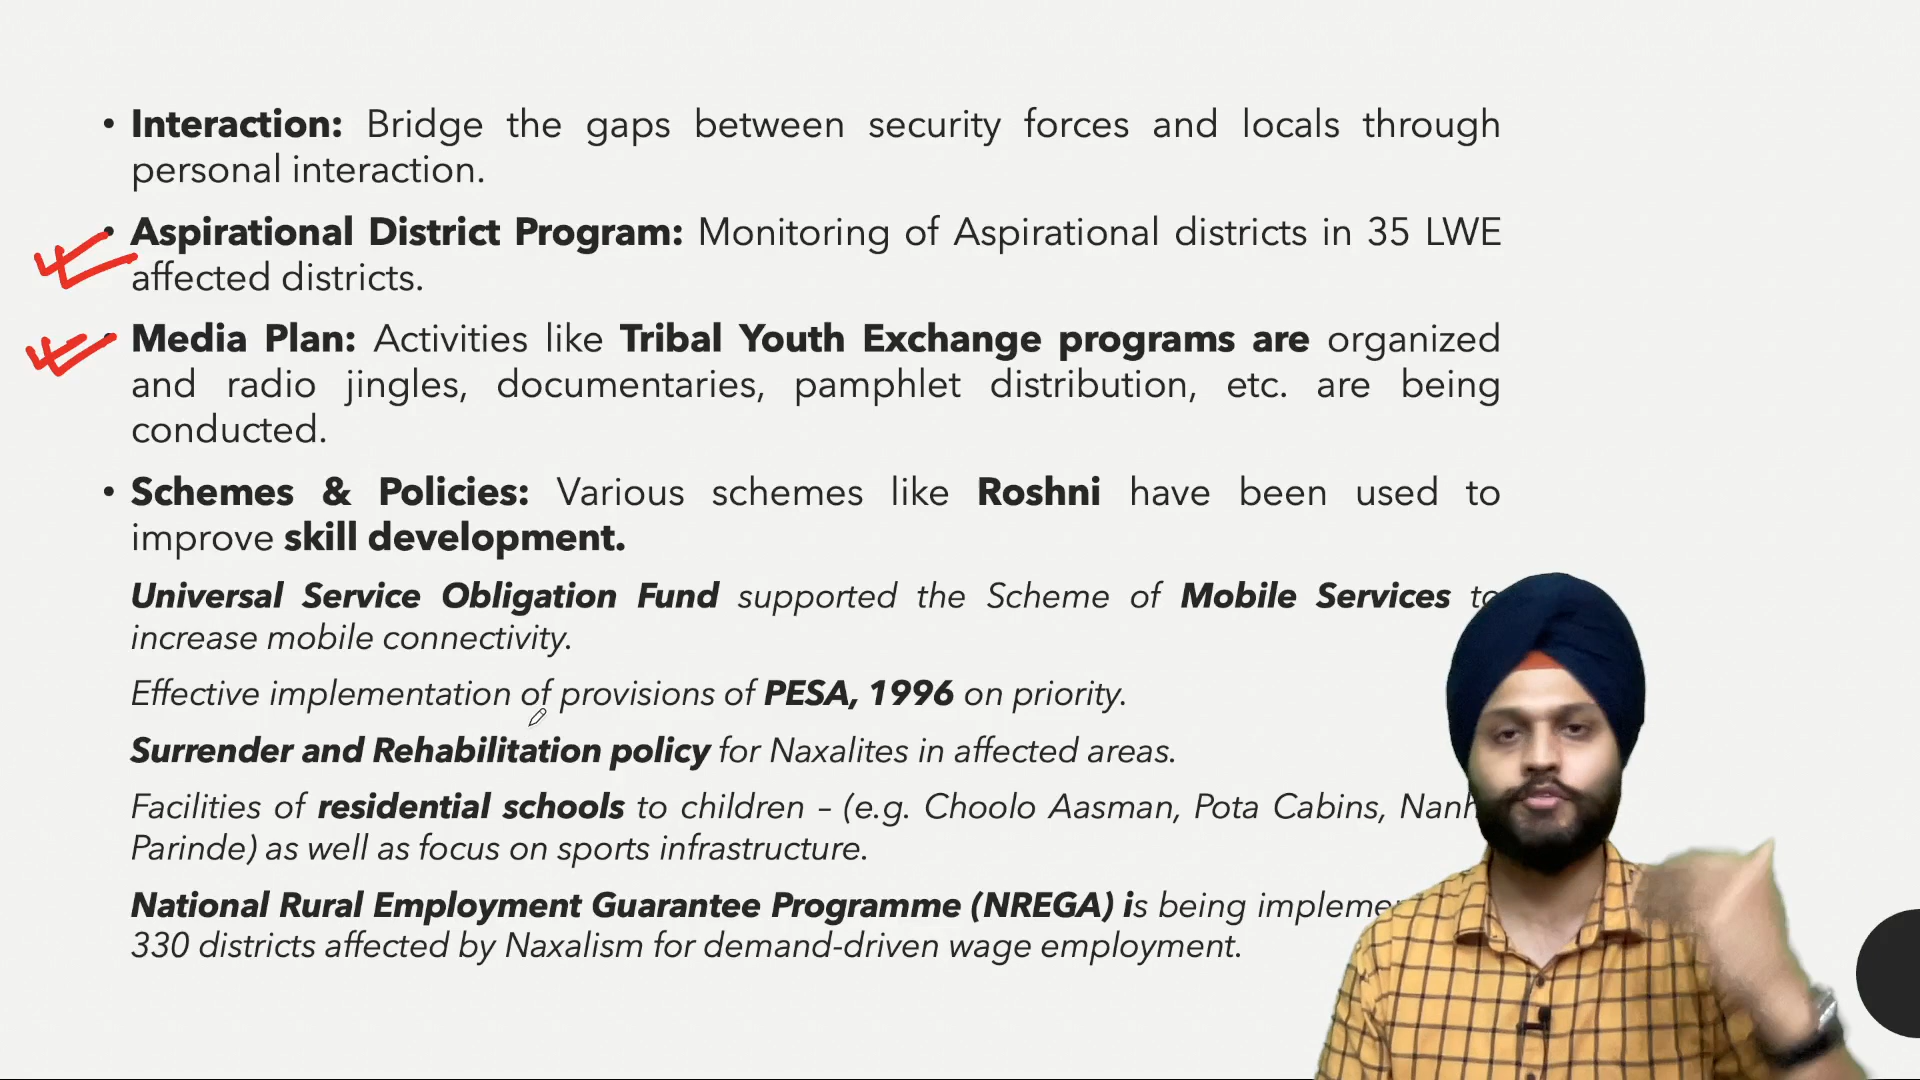 • Interaction: Bridge the gaps between security forces and locals through
personal interaction.
• Aspirational District Program: Monitoring of Aspirational districts in 35 LWE
affected districts.
Media Plan: Activities like Tribal Youth Exchange programs are organized
and radio jingles, documentaries, pamphlet distribution, etc. are being
conducted.
• Schemes & Policies: Various schemes like Roshni have been used to
improve skill development.
Universal Service Obligation Fund supported the Scheme of Mobile Services to
increase mobile connectivity.
Effective implementation of provisions of PESA, 1996 on priority.
Surrender and Rehabilitation policy for Naxalites in affected areas.
Facilities of residential schools to children – (e.g. Choolo Aasman, Pota Cabins,
Parinde) as well as focus on sports infrastructure.
National Rural Employment Guarantee Programme (NREGA) is being
330 districts affected by Naxalism for demand-driven wage employment.